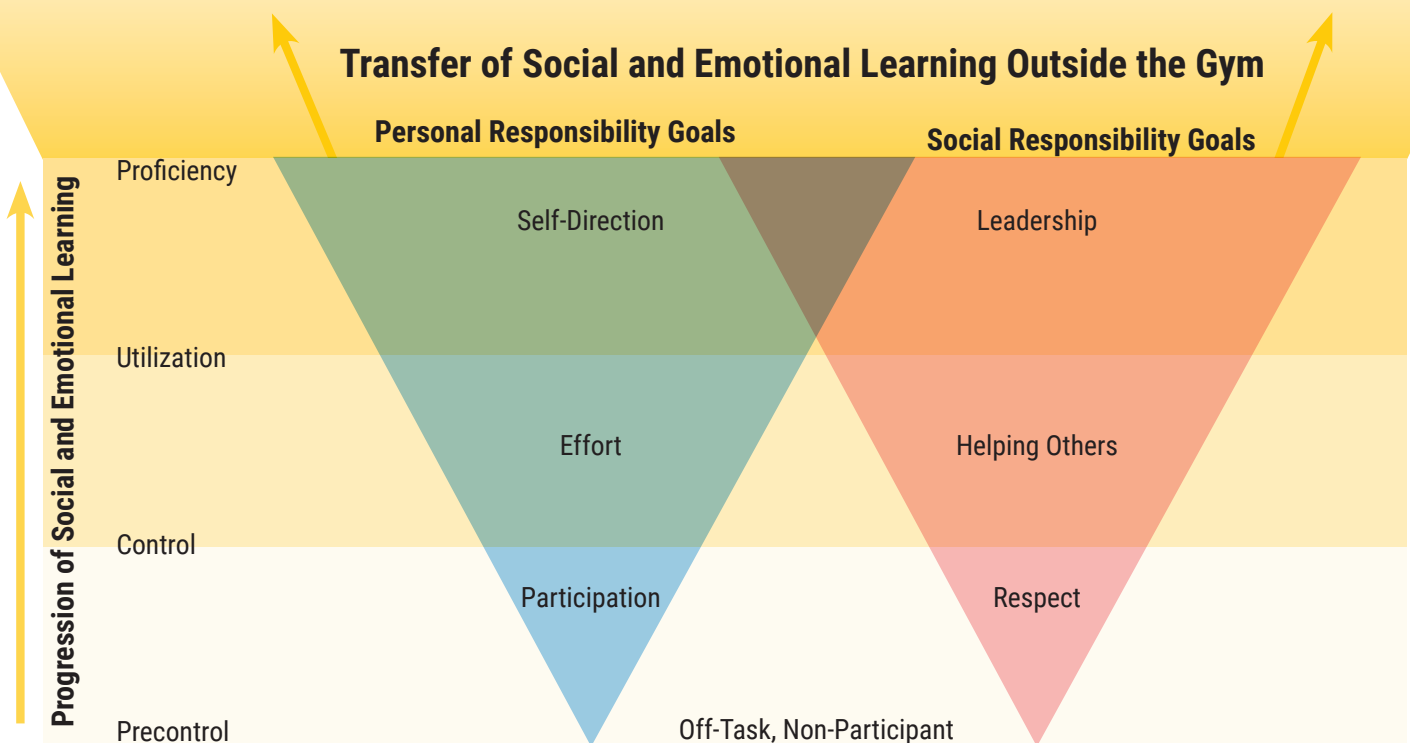 Transfer of Social and Emotional Learning Outside the Gym
Personal Responsibility Goals
Social Responsibility Goals
Progression of Social and Emotional Learning
Proficiency
Self-Direction
Leadership
Utilization
Effort
Helping Others
Control
Participation
Respect
Precontrol
Off-Task, Non-Participant